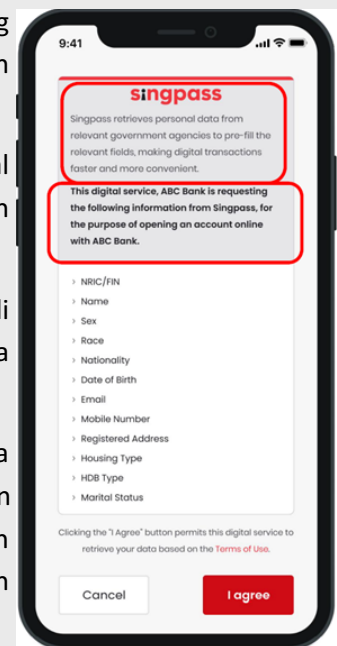 9:41
singpass
Singpass retrieves personal data from
relevant government agencies to pre-fill the
relevant fields, making digital transactions
faster and more convenient.
This digital service, ABC Bank is requesting
the following information from Singpass, for
the purpose of opening an account online
with ABC Bank.
> NRIC/FIN
> Name
> Sex
> Race
> Nationality
> Date of Birth
> Email
> Mobile Number
> Registered Address
> Housing Type
> HDB Type
> Marital Status
Clicking the "I Agree" button permits this digital service to
retrieve your data based on the Terms of Use.
Cancel
I agree